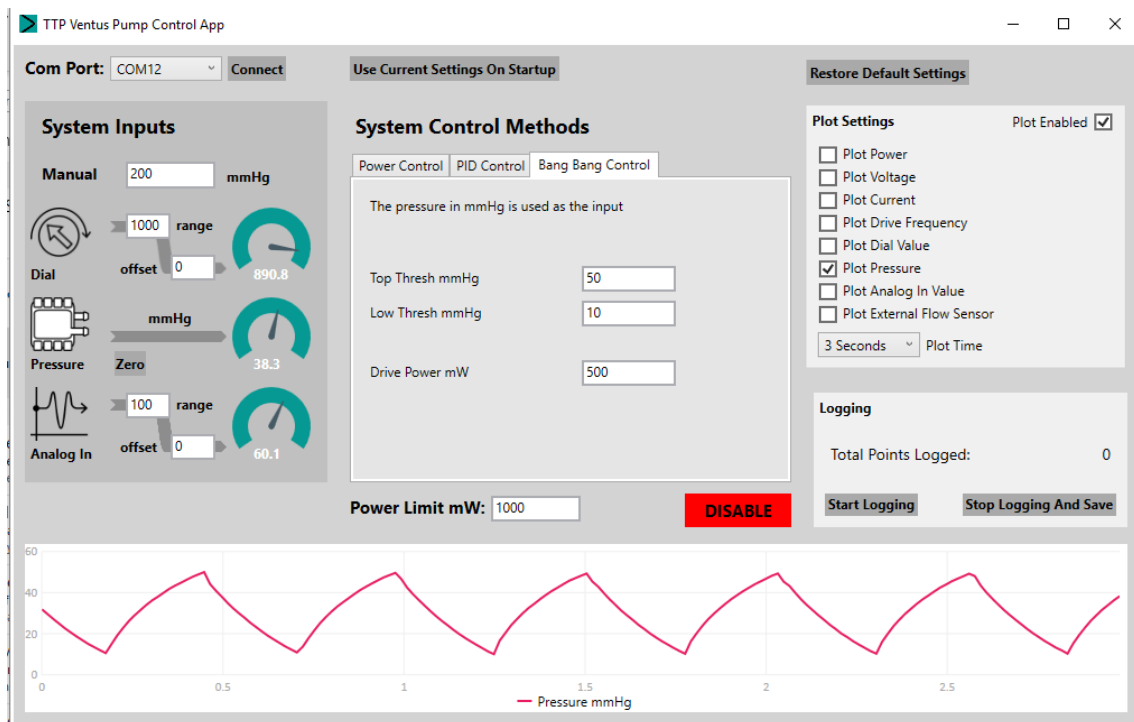 TTP Ventus Pump Control App
Com Port: COM12 Connect
Use Current Settings On Startup
Restore Default Settings
System Inputs
Manual 200 mmHg
1000 range
offset 0
Dial
890.8
mmHg
Pressure Zero
38.3
100 range
offset 0
Analog In
60.1
System Control Methods
Power Control PID Control Bang Bang Control
The pressure in mmHg is used as the input
Top Thresh mmHg 50
Low Thresh mmHg 10
Drive Power mW 500
Power Limit mW: 1000
DISABLE
Plot Settings Plot Enabled
Plot Power
Plot Voltage
Plot Current
Plot Drive Frequency
Plot Dial Value
Plot Pressure
Plot Analog In Value
Plot External Flow Sensor
3 Seconds Plot Time
Logging
Total Points Logged: 0
Start Logging Stop Logging And Save
60
40
20
0
0 0.5 1 1.5 2 2.5
Pressure mmHg